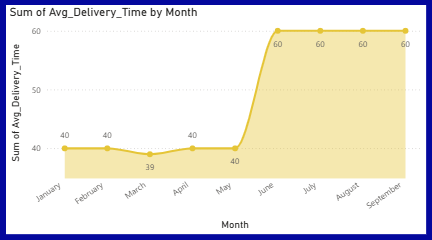 Sum of Avg_Delivery_Time by Month
Sum of Avg_Delivery_Time
60
50
40
40
40
39
40
40
60
60
60
60
January
February
March
April
May
June
July
August
September
Month